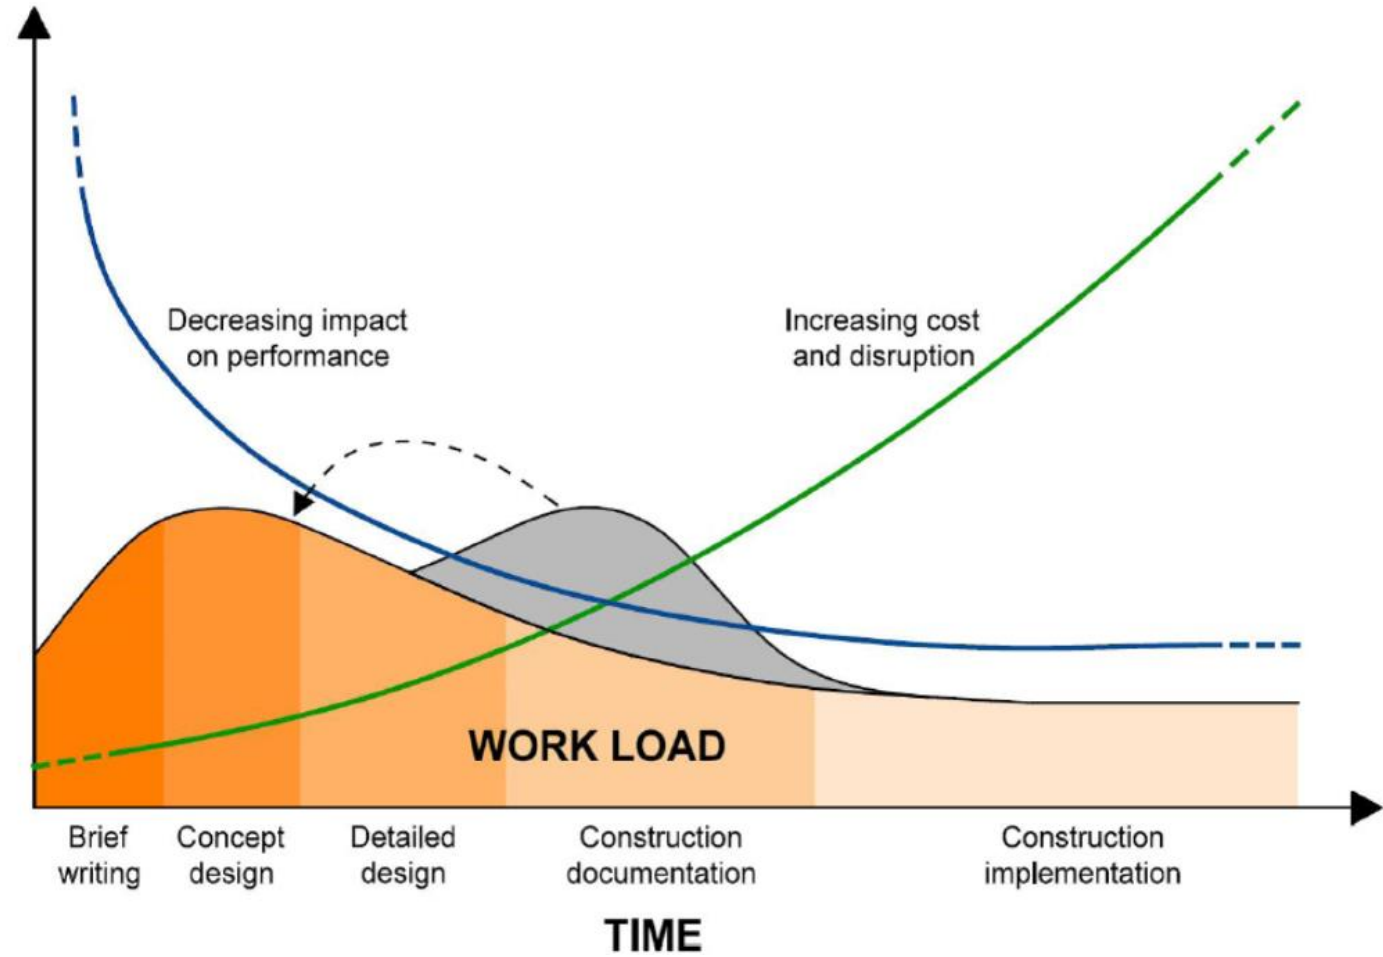 Decreasing impact
on performance
Increasing cost
and disruption
WORK LOAD
Brief
writing
Concept
design
Detailed
design
Construction
documentation
Construction
implementation
TIME